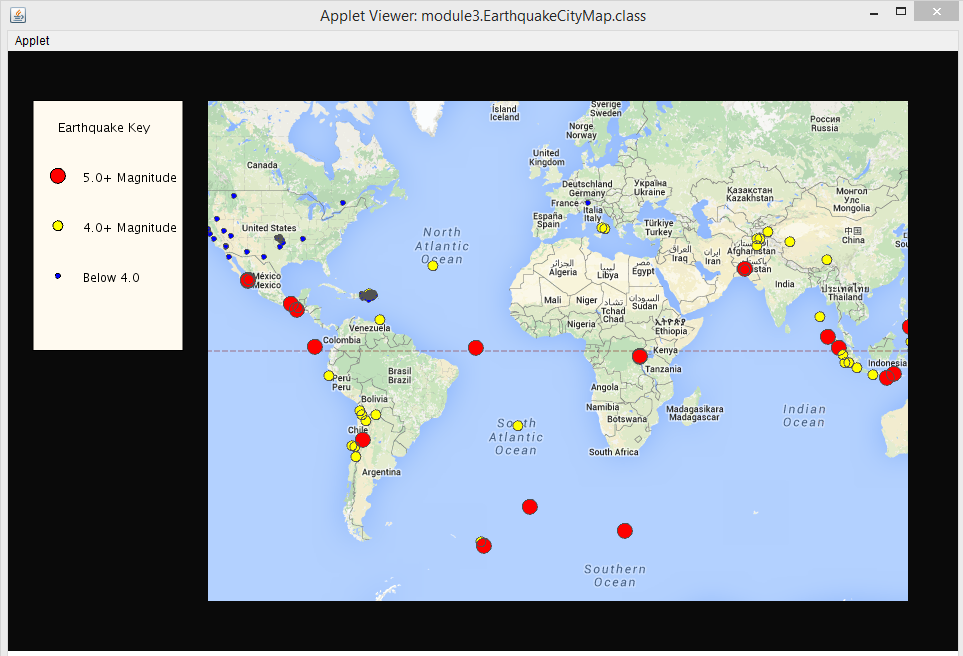 Applet Viewer: module3.EarthquakeCityMap.class
Applet
Earthquake Key
5.0+ Magnitude
4.0+ Magnitude
Below 4.0
Ísland
Iceland
Sverige
Sweden
Norge
Norway
Россия
Russia
Canada
United
Kingdom
Deutschland
Germany
Україна
Ukraine
Қазақстан
Kazakhstan
Монгол
Улс
Mongolia
France
Italia
Italy
España
Spain
Türkiye
Turkey
United States
North
Atlantic
Ocean
العراق
Iraq
ایران
Iran
Afghanistan
中国
China
الجزائر
Algeria
ليبيا
Libya
مصر
Egypt
México
Mexico
India
ประเทศไทย
Thailand
Mali
Niger
تشاد
Tchad
Chad
السودان
Sudan
Nigeria
Ethiopia
Venezuela
Colombia
Kenya
Tanzania
Indonesia
Perú
Peru
Brasil
Brazil
Bolivia
Angola
Namibia
Botswana
Madagasikara
Madagascar
Indian
Ocean
Chile
South
Atlantic
Ocean
South Africa
Argentina
Southern
Ocean